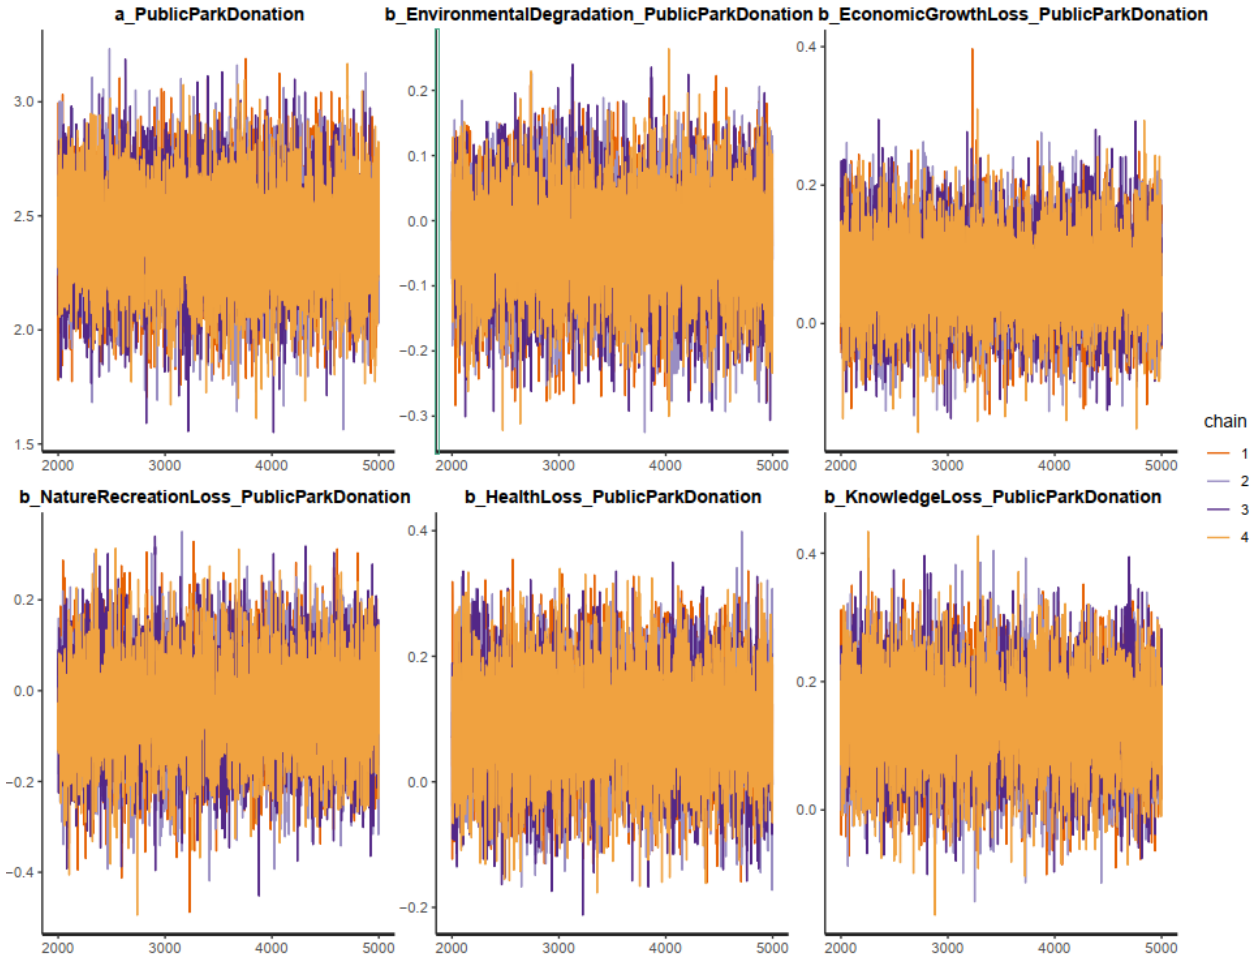 a_PublicParkDonation
b_EnvironmentalDegradation_PublicParkDonation
b_EconomicGrowthLoss_PublicParkDonation
3.0
2.5
2.0
1.5
2000 3000 4000 5000
0.2
0.1
0.0
−0.1
−0.2
−0.3
2000 3000 4000 5000
0.4
0.2
0.0
2000 3000 4000 5000
b_NatureRecreationLoss_PublicParkDonation
b_HealthLoss_PublicParkDonation
b_KnowledgeLoss_PublicParkDonation
0.2
0.0
−0.2
−0.4
2000 3000 4000 5000
0.4
0.2
0.0
−0.2
2000 3000 4000 5000
0.4
0.2
0.0
2000 3000 4000 5000
chain
1
2
3
4